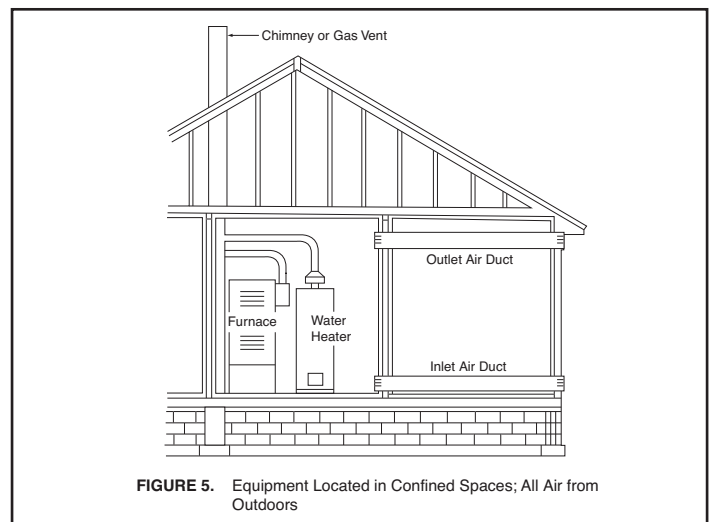 Chimney or Gas Vent
Outlet Air Duct
Furnace
Water
Heater
Inlet Air Duct
FIGURE 5. Equipment Located in Confined Spaces; All Air from
Outdoors